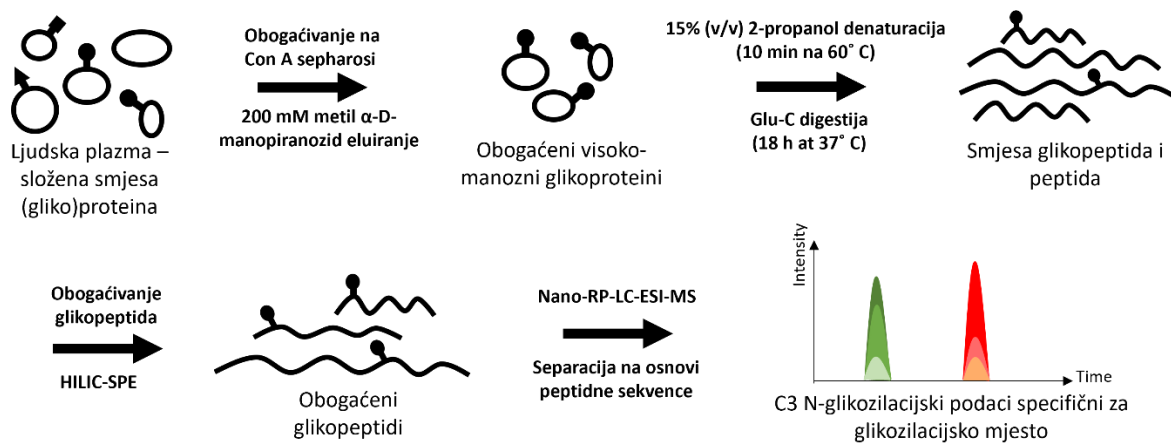 Obogaćivanje na
Con A sepharosi
200 mM metil α-D-
manopiranozid eluiranje
15% (v/v) 2-propanol denaturacija
(10 min na 60˚ C)
Glu-C digestija
(18 h at 37˚ C)
Ljudska plazma –
složena smjesa
(gliko)proteina
Obogaćeni visoko-
manozni glikoproteini
Smjesa glikopeptida i
peptida
Obogaćivanje
glikopeptida
HILIC-SPE
Obogaćeni
glikopeptidi
Nano-RP-LC-ESI-MS
Separacija na osnovi
peptidne sekvence
Intensity
Time
C3 N-glikozilacijski podaci specifični za
glikozilacijsko mjesto